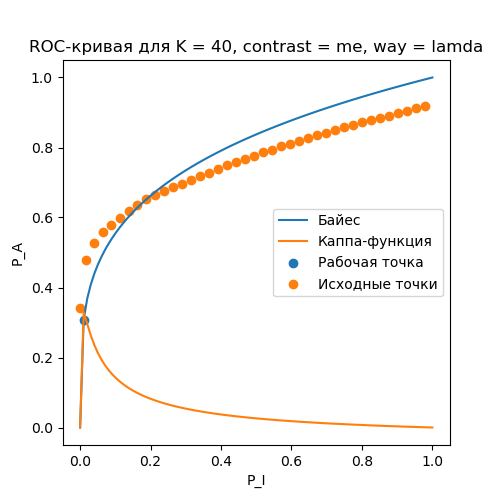 ROC-кривая для K = 40, contrast = me, way = lamda
1.0
0.8
0.6
0.4
0.2
0.0
P_A
Байес
Каппа-функция
Рабочая точка
Исходные точки
0.0 0.2 0.4 0.6 0.8 1.0
P_I